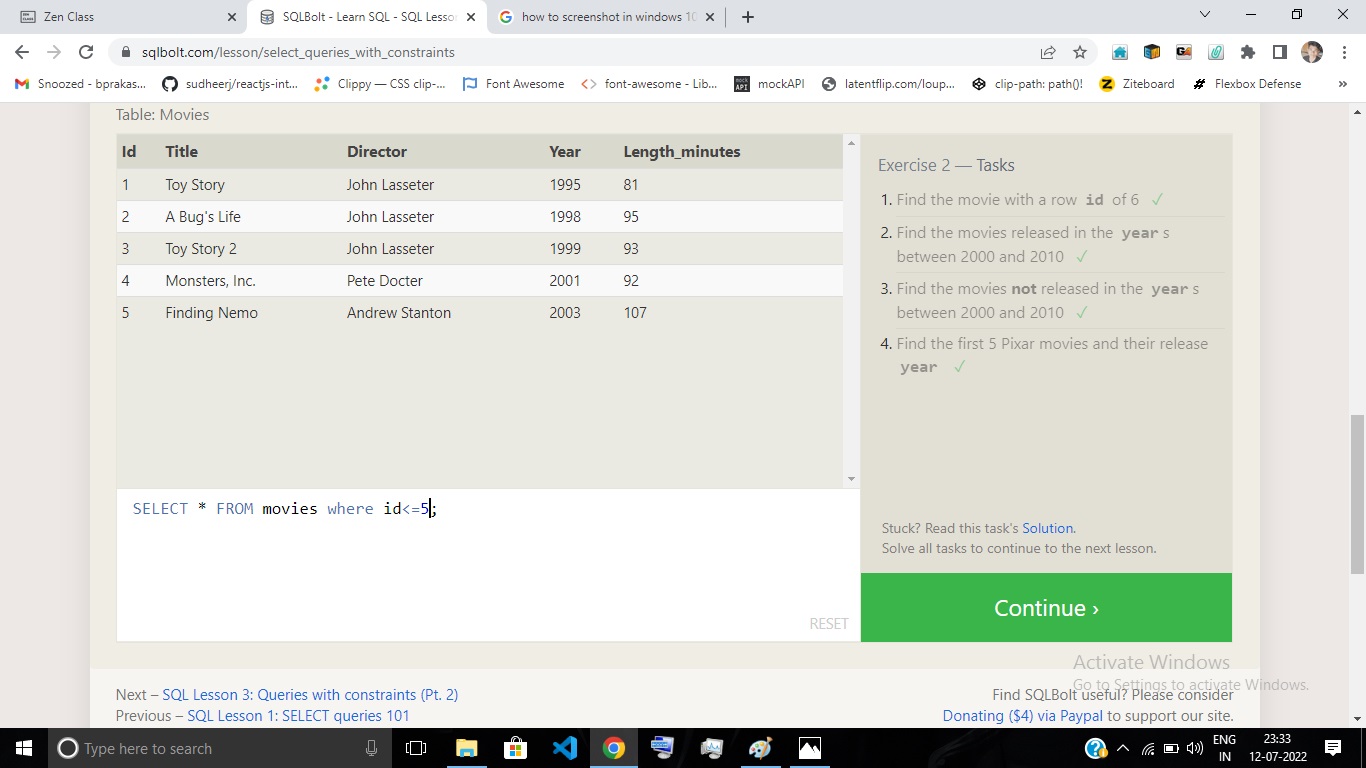 Zen Class
SQLBolt - Learn SQL - SQL Lesson
how to screenshot in windows 10
sqlbolt.com/lesson/select_queries_with_constraints
Snoozed - bprakas...
sudheerj/reactjs-int...
Clippy — CSS clip-...
Font Awesome
font-awesome - Lib...
mock API
mockAPI
latentflip.com/loup...
clip-path: path()!
Ziteboard
Flexbox Defense
»
Table: Movies
Id Title Director Year Length_minutes
1 Toy Story John Lasseter 1995 81
2 A Bug's Life John Lasseter 1998 95
3 Toy Story 2 John Lasseter 1999 93
4 Monsters, Inc. Pete Docter 2001 92
5 Finding Nemo Andrew Stanton 2003 107
SELECT * FROM movies where id<=5;
RESET
Exercise 2 — Tasks
1. Find the movie with a row id of 6 ✓
2. Find the movies released in the year s
between 2000 and 2010 ✓
3. Find the movies not released in the year s
between 2000 and 2010 ✓
4. Find the first 5 Pixar movies and their release
year ✓
Stuck? Read this task's Solution.
Solve all tasks to continue to the next lesson.
Continue ›
Next – SQL Lesson 3: Queries with constraints (Pt. 2)
Previous – SQL Lesson 1: SELECT queries 101
Find SQLBolt useful? Please consider
Donating ($4) via Paypal to support our site.
Activate Windows
Go to Settings to activate Windows.
Type here to search
ENG
IN
23:33
12-07-2022